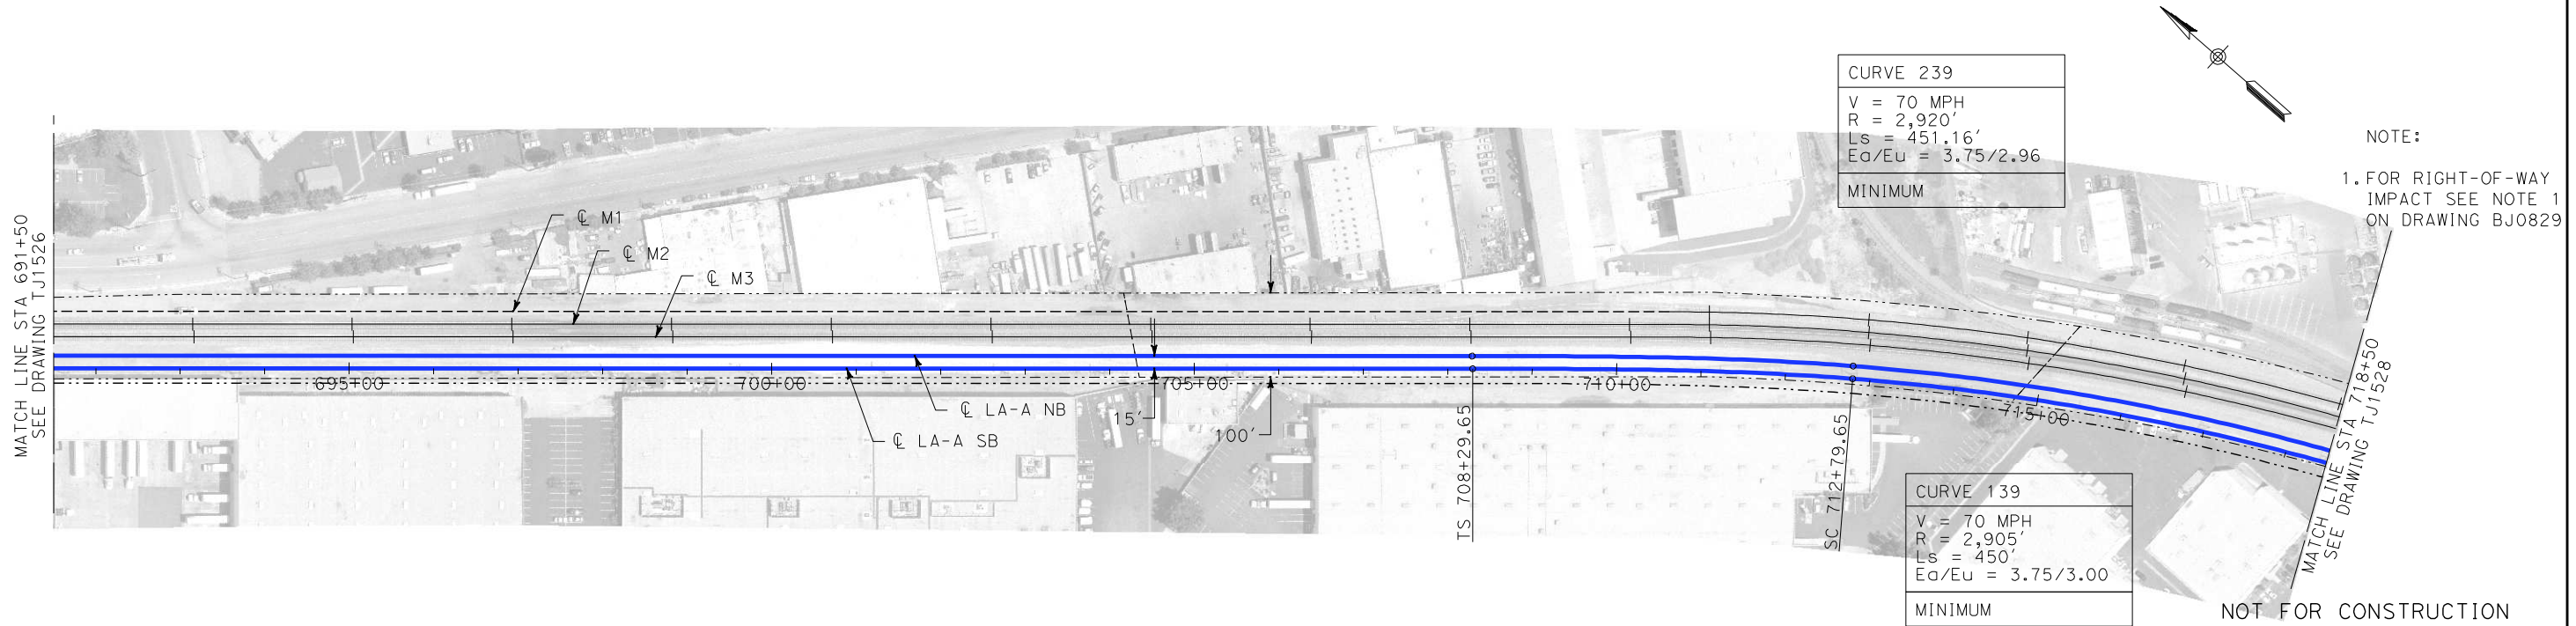 MATCH LINE STA 691+50
SEE DRAWING TJ1526
℄ M1
℄ M2
℄ M3
695+00
700+00
705+00
710+00
715+00
℄ LA-A NB
℄ LA-A SB
15'
100'
TS 708+29.65
SC 712+79.65
CURVE 239
V = 70 MPH
R = 2,920'
Ls = 451.16'
Ea/Eu = 3.75/2.96
MINIMUM
CURVE 139
V = 70 MPH
R = 2,905'
Ls = 450'
Ea/Eu = 3.75/3.00
MINIMUM
NOTE:
1. FOR RIGHT-OF-WAY
IMPACT SEE NOTE 1
ON DRAWING BJ0829
MATCH LINE STA 718+50
SEE DRAWING TJ1528
NOT FOR CONSTRUCTION